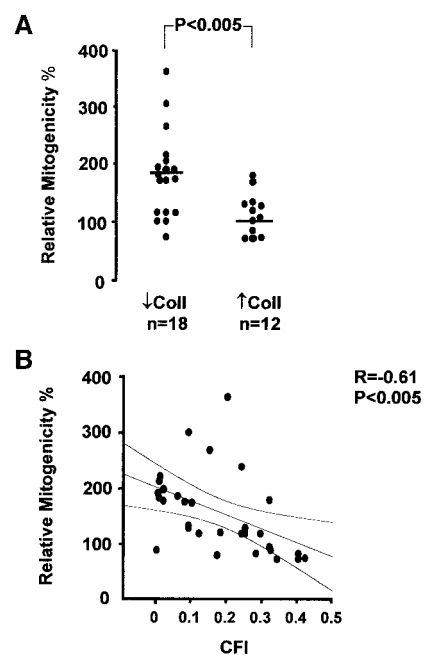 A
P<0.005
400
300
200
100
0
Relative Mitogenicity %
↓Coll
n=18
↑Coll
n=12
B
R=-0.61
P<0.005
400
300
200
100
0
Relative Mitogenicity %
0 0.1 0.2 0.3 0.4 0.5
CFI